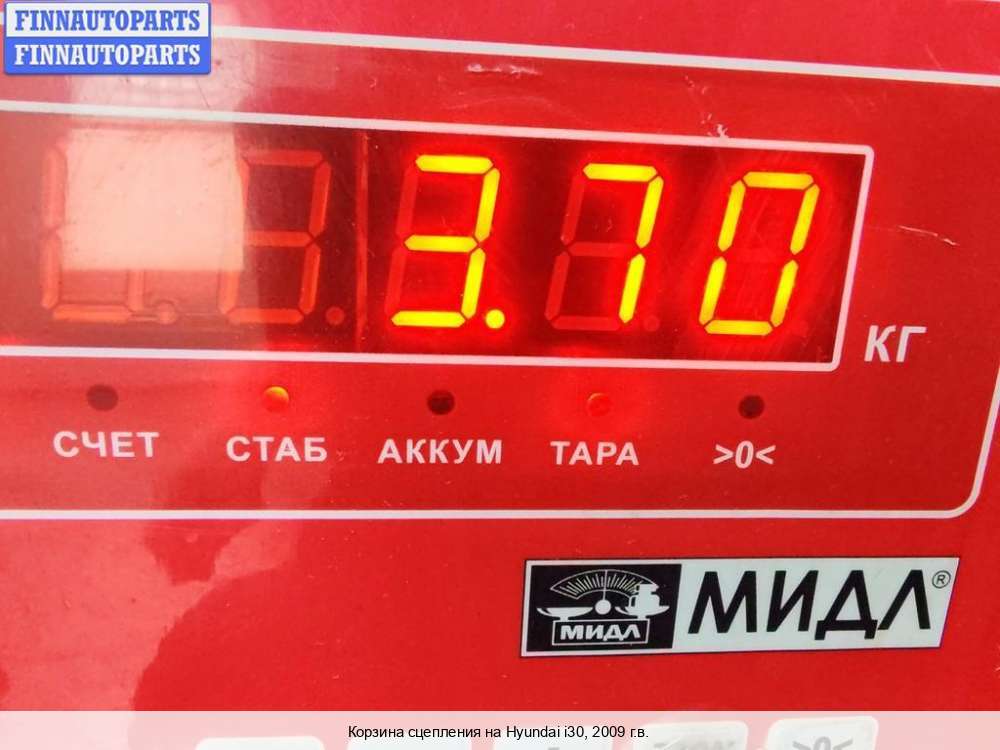 FINNAUTOPARTS
FINNAUTOPARTS
3.70
КГ
СЧЕТ СТАБ АККУМ ТАРА >0<
МИДЛ МИДЛ®
Корзина сцепления на Hyundai i30, 2009 г.в.